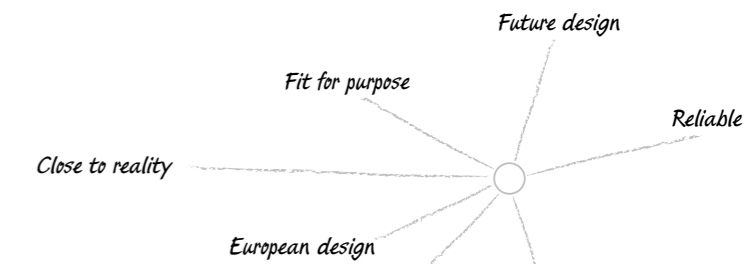 Future design
Fit for purpose
Reliable
Close to reality
European design